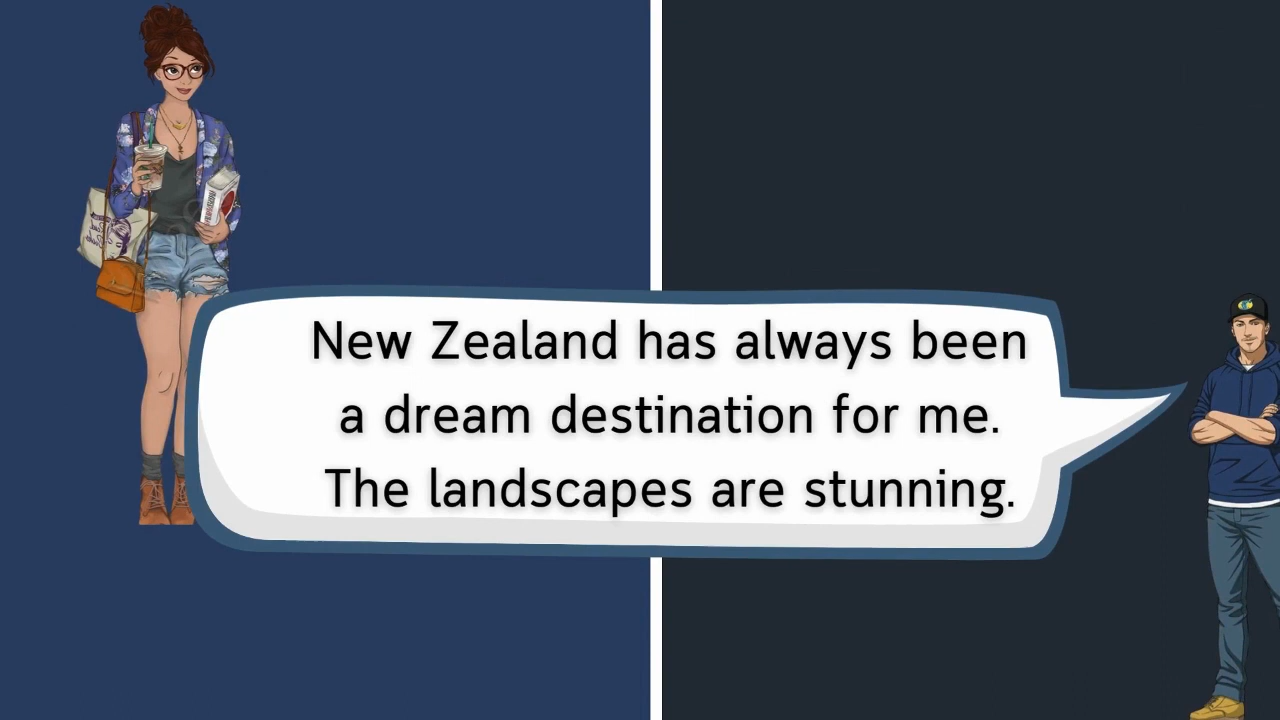 New Zealand has always been
a dream destination for me.
The landscapes are stunning.